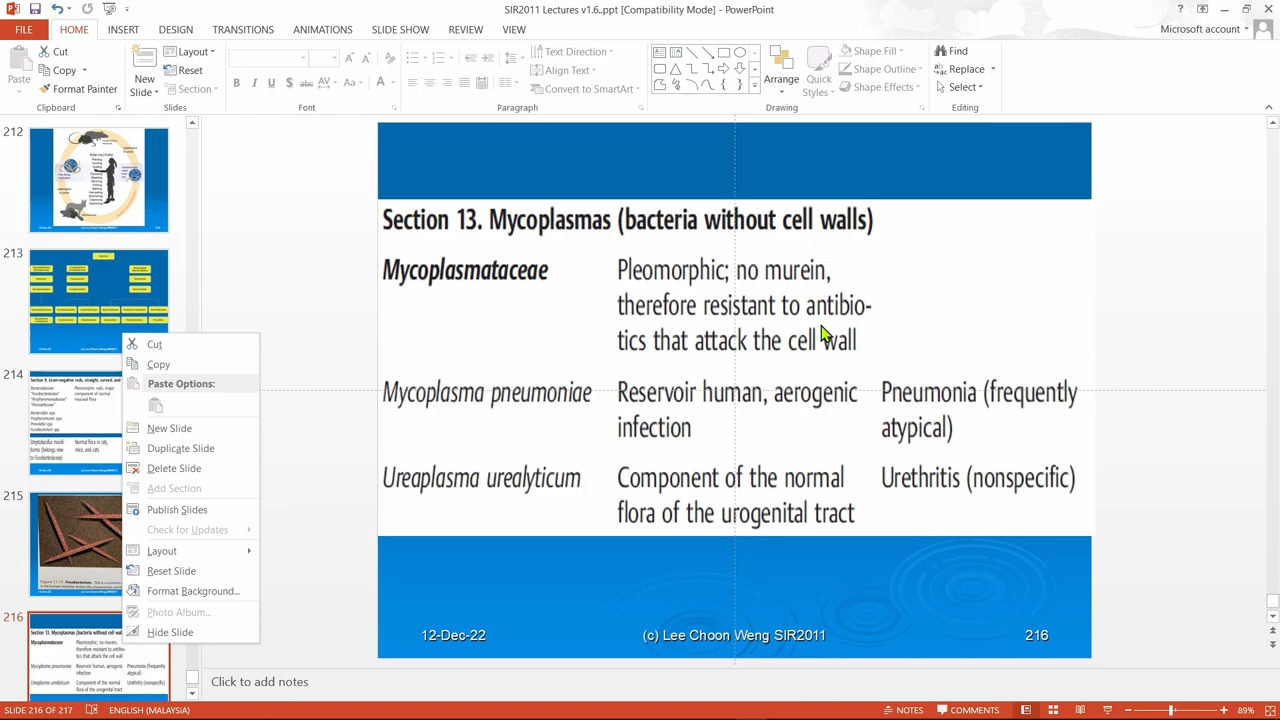 SIR2011 Lectures v1.6.ppt [Compatibility Mode] - PowerPoint
FILE HOME INSERT DESIGN TRANSITIONS ANIMATIONS SLIDE SHOW REVIEW VIEW
Microsoft account
Paste
Cut
Copy
Format Painter
Clipboard
New Slide
Layout
Reset
Section
Slides
B I U S abc AV Aa A
Font
Text Direction
Align Text
Convert to SmartArt
Paragraph
Arrange
Quick Styles
Shape Fill
Shape Outline
Shape Effects
Drawing
Find
Replace
Select
Editing
212
213
214
215
216
Cut
Copy
Paste Options:
New Slide
Duplicate Slide
Delete Slide
Add Section
Publish Slides
Check for Updates
Layout
Reset Slide
Format Background...
Photo Album...
Hide Slide
Section 13. Mycoplasmas (bacteria without cell walls)
Mycoplasmataceae
Pleomorphic; no murein,
therefore resistant to antibio-
tics that attack the cell wall
Mycoplasma pneumoniae
Reservoir human, aerogenic
infection
Pneumonia (frequently
atypical)
Ureaplasma urealyticum
Component of the normal
flora of the urogenital tract
Urethritis (nonspecific)
12-Dec-22
(c) Lee Choon Weng SIR2011
216
Click to add notes
SLIDE 216 OF 217
ENGLISH (MALAYSIA)
NOTES
COMMENTS
89%